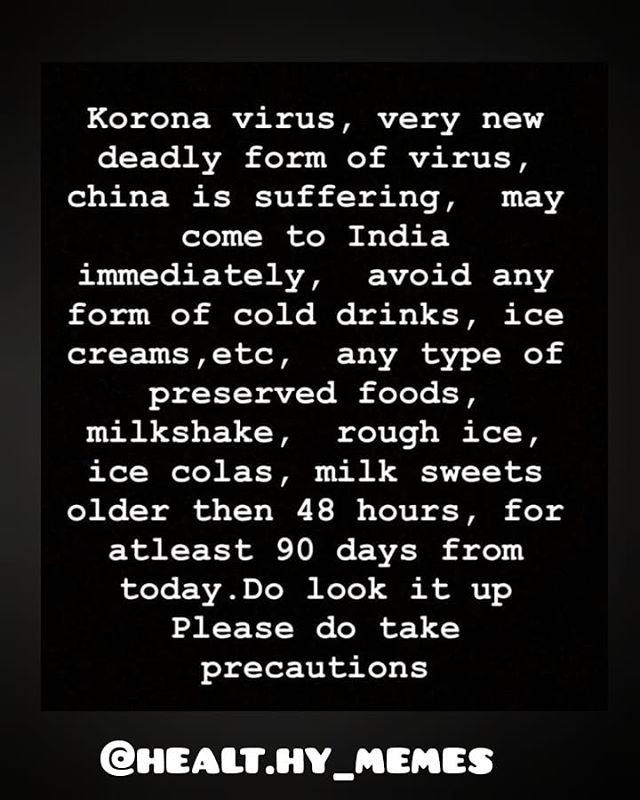 Korona virus, very new
deadly form of virus,
china is suffering, may
come to India
immediately, avoid any
form of cold drinks, ice
creams,etc, any type of
preserved foods,
milkshake, rough ice,
ice colas, milk sweets
older then 48 hours, for
atleast 90 days from
today.Do look it up
Please do take
precautions
@HEALT.HY_MEMES